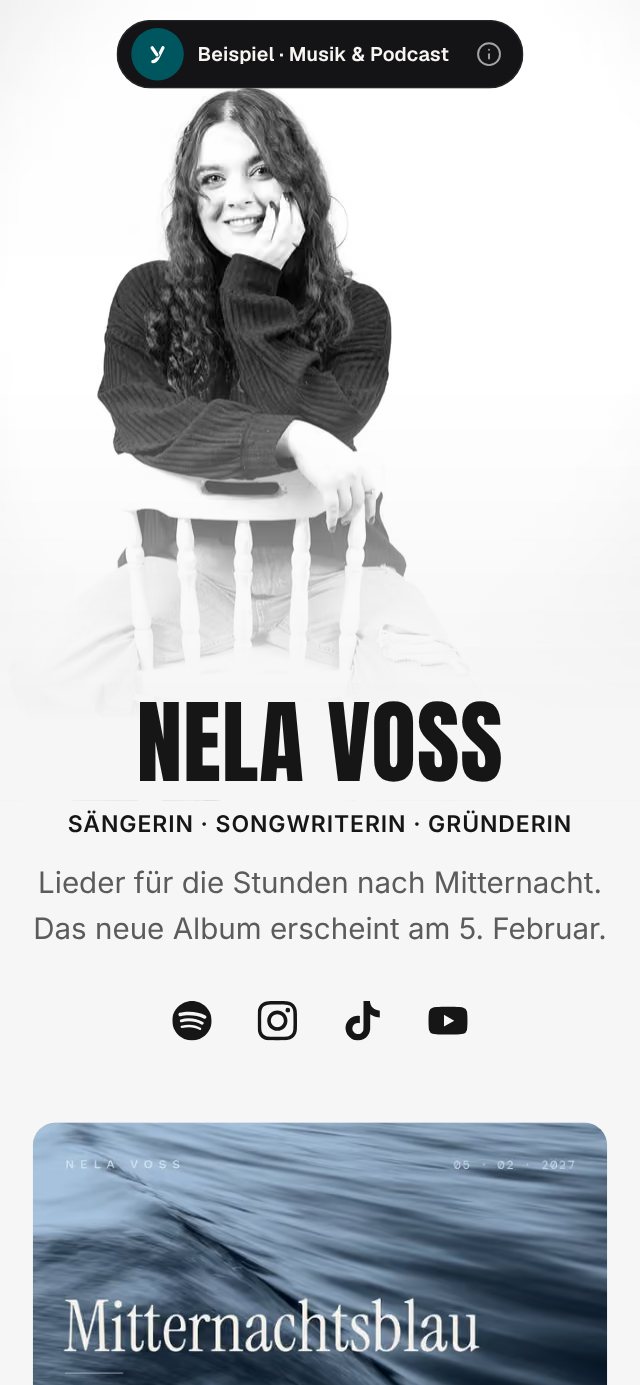 Beispiel · Musik & Podcast
NELA VOSS
SÄNGERIN · SONGWRITERIN · GRÜNDERIN
Lieder für die Stunden nach Mitternacht.
Das neue Album erscheint am 5. Februar.
NELA VOSS
05 · 02 · 2027
Mitternachtsblau